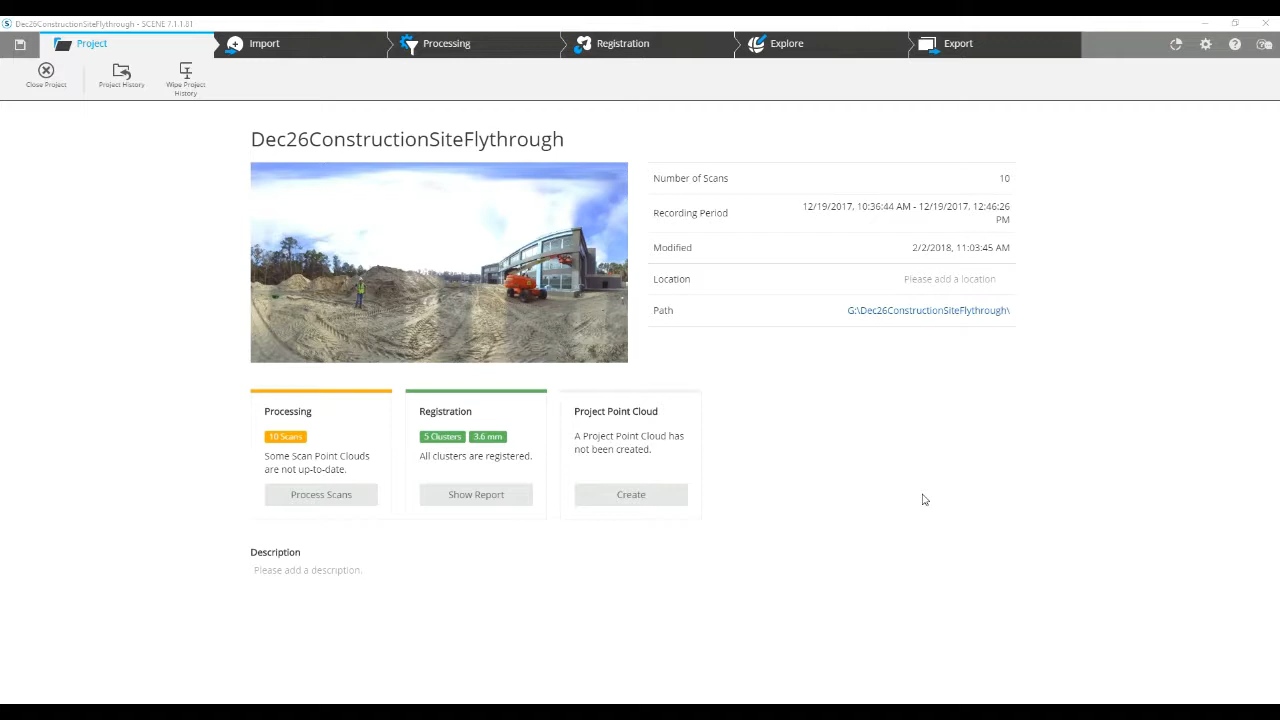 Dec26ConstructionSiteFlythrough - SCENE 7.1.1.81
Project
Import
Processing
Registration
Explore
Export
Close Project
Project History
Wipe Project
History
Dec26ConstructionSiteFlythrough
Number of Scans 10
Recording Period 12/19/2017, 10:36:44 AM - 12/19/2017, 12:46:26
PM
Modified 2/2/2018, 11:03:45 AM
Location Please add a location
Path G:\Dec26ConstructionSiteFlythrough\
Processing
10 Scans
Some Scan Point Clouds
are not up-to-date.
Process Scans
Registration
5 Clusters 3.6 mm
All clusters are registered.
Show Report
Project Point Cloud
A Project Point Cloud has
not been created.
Create
Description
Please add a description.